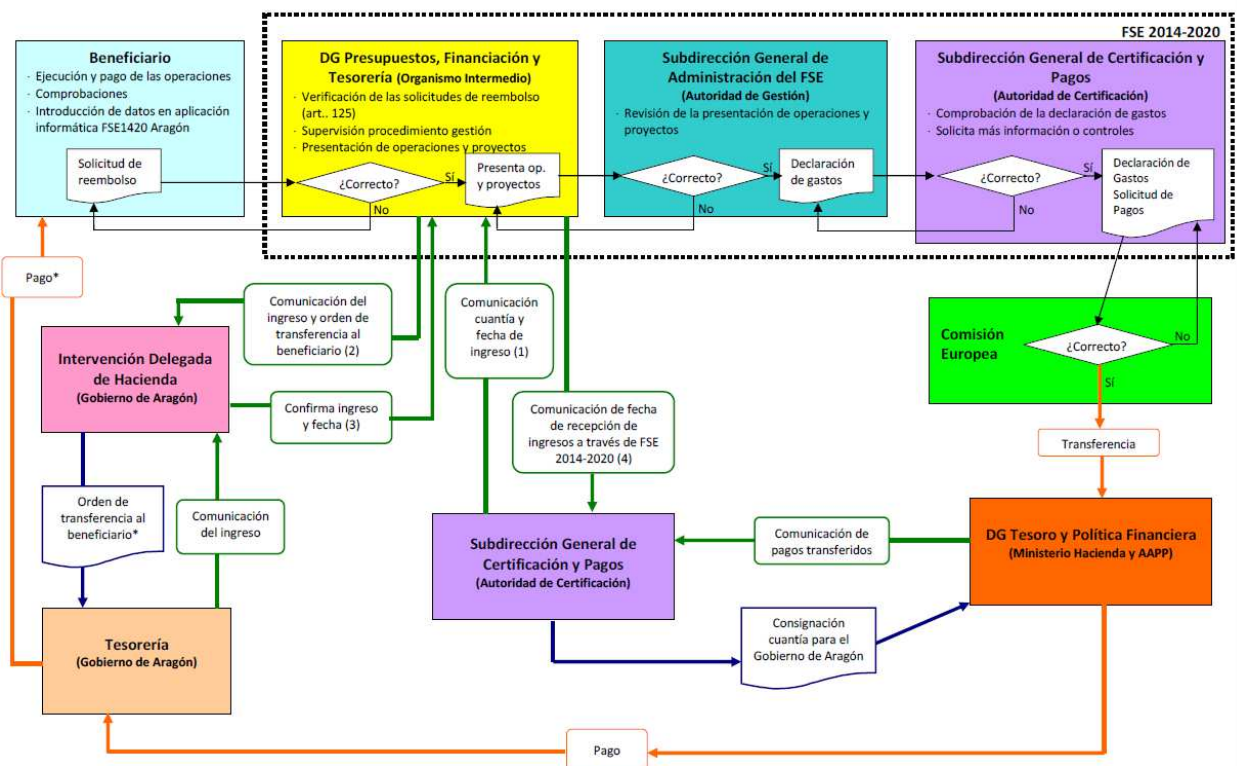 FSE 2014-2020
Beneficiario
· Ejecución y pago de las operaciones
· Comprobaciones
· Introducción de datos en aplicación
informática FSE1420 Aragón
Solicitud de
reembolso
DG Presupuestos, Financiación y
Tesorería (Organismo Intermedio)
· Verificación de las solicitudes de reembolso
(art.. 125)
· Supervisión procedimiento gestión
· Presentación de operaciones y proyectos
¿Correcto?
Sí
No
Presenta op.
y proyectos
Subdirección General de
Administración del FSE
(Autoridad de Gestión)
· Revisión de la presentación de operaciones y
proyectos
¿Correcto?
Sí
No
Declaración
de gastos
Subdirección General de Certificación y
Pagos
(Autoridad de Certificación)
· Comprobación de la declaración de gastos
· Solicita más información o controles
¿Correcto?
Sí
No
Declaración de
Gastos
Solicitud de
Pagos
Pago*
Comunicación del
ingreso y orden de
transferencia al
beneficiario (2)
Comunicación
cuantía y
fecha de
ingreso (1)
Comisión
Europea
¿Correcto?
No
Sí
Intervención Delegada
de Hacienda
(Gobierno de Aragón)
Confirma ingreso
y fecha (3)
Comunicación de fecha
de recepción de
ingresos a través de FSE
2014-2020 (4)
Transferencia
Orden de
transferencia al
beneficiario*
Comunicación
del ingreso
Subdirección General de
Certificación y Pagos
(Autoridad de Certificación)
Comunicación de
pagos transferidos
DG Tesoro y Política Financiera
(Ministerio Hacienda y AAPP)
Tesorería
(Gobierno de Aragón)
Consignación
cuantía para el
Gobierno de Aragón
Pago